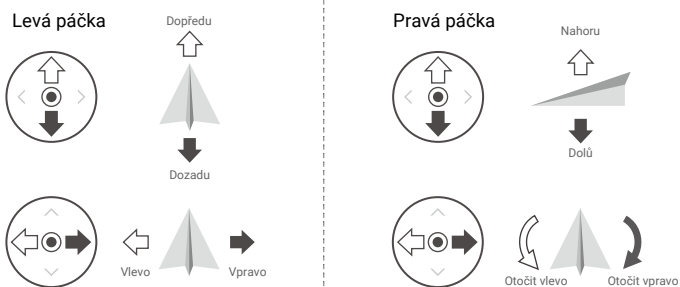 Levá páčka
Dopředu
Dozadu
Vlevo
Vpravo
Pravá páčka
Nahoru
Dolů
Otočit vlevo
Otočit vpravo